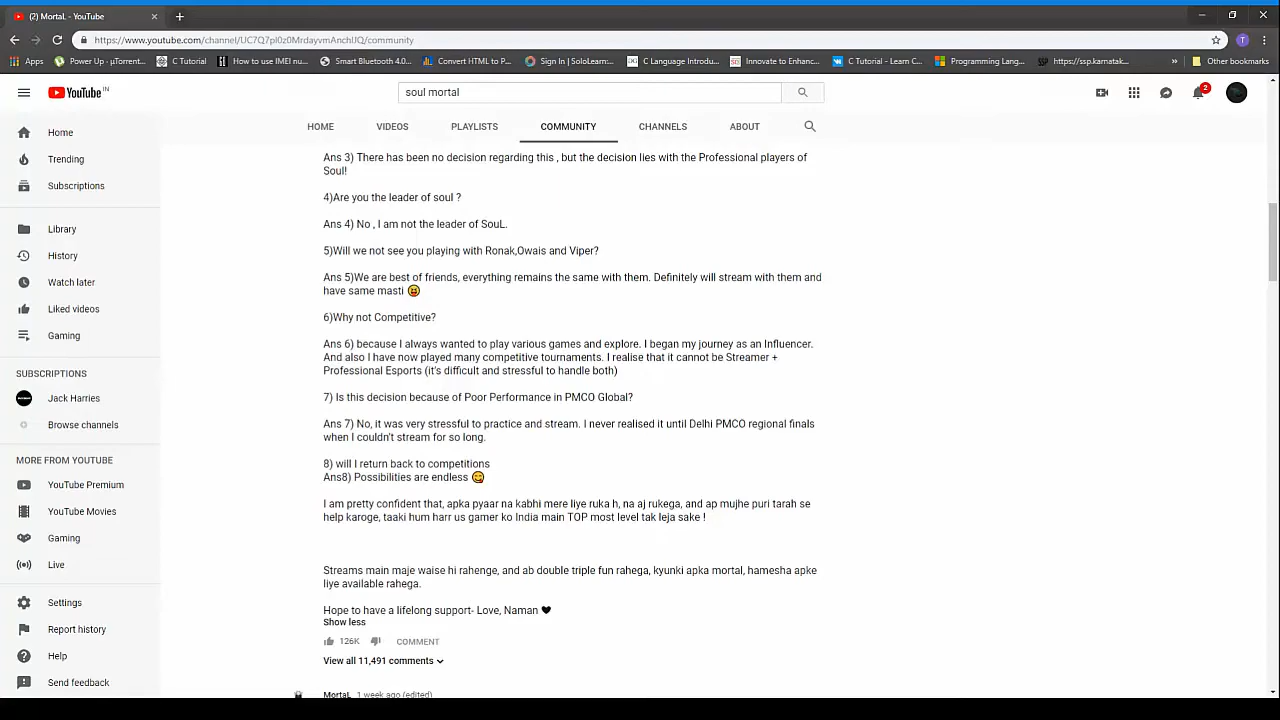 (2) MortaL - YouTube
https://www.youtube.com/channel/UC7Q7pI0z0MrdayvmAnchIJQ/community
Apps
Power Up - µTorrent...
C Tutorial
How to use IMEI nu...
Smart Bluetooth 4.0...
Convert HTML to P...
Sign In | SoloLearn...
C Language Introdu...
Innovate to Enhanc...
C Tutorial – Learn C...
Programming Lang...
https://ssp.karnatak...
»
Other bookmarks
T
YouTube IN
soul mortal
2
HOME
VIDEOS
PLAYLISTS
COMMUNITY
CHANNELS
ABOUT
Home
Trending
Subscriptions
Library
History
Watch later
Liked videos
Gaming
SUBSCRIPTIONS
Jack Harries
Browse channels
MORE FROM YOUTUBE
YouTube Premium
YouTube Movies
Gaming
Live
Settings
Report history
Help
Send feedback
Ans 3) There has been no decision regarding this , but the decision lies with the Professional players of
Soul!
4)Are you the leader of soul ?
Ans 4) No , I am not the leader of SouL.
5)Will we not see you playing with Ronak,Owais and Viper?
Ans 5)We are best of friends, everything remains the same with them. Definitely will stream with them and
have same masti 😝
6)Why not Competitive?
Ans 6) because I always wanted to play various games and explore. I began my journey as an Influencer.
And also I have now played many competitive tournaments. I realise that it cannot be Streamer +
Professional Esports (it's difficult and stressful to handle both)
7) Is this decision because of Poor Performance in PMCO Global?
Ans 7) No, it was very stressful to practice and stream. I never realised it until Delhi PMCO regional finals
when I couldn't stream for so long.
8) will I return back to competitions
Ans8) Possibilities are endless 😋
I am pretty confident that, apka pyaar na kabhi mere liye ruka h, na aj rukega, and ap mujhe puri tarah se
help karoge, taaki hum harr us gamer ko India main TOP most level tak leja sake !
Streams main maje waise hi rahenge, and ab double triple fun rahega, kyunki apka mortal, hamesha apke
liye available rahega.
Hope to have a lifelong support- Love, Naman ♥
Show less
126K
COMMENT
View all 11,491 comments
MortaL 1 week ago (edited)